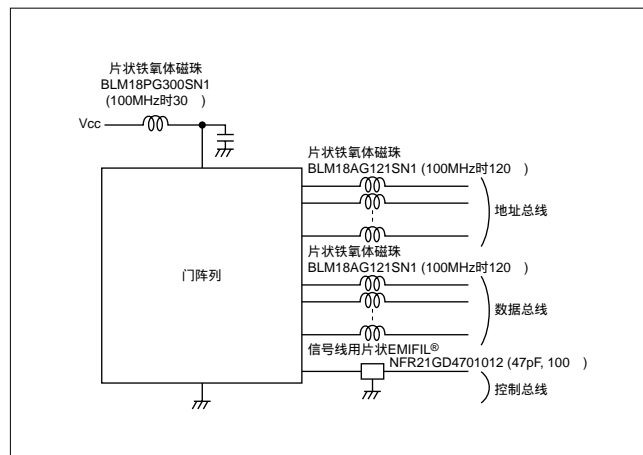 片状铁氧体磁珠
BLM18PG300SN1
(100MHz时30 )
Vcc
片状铁氧体磁珠
BLM18AG121SN1 (100MHz时120 )
地址总线
门阵列
片状铁氧体磁珠
BLM18AG121SN1 (100MHz时120 )
数据总线
信号线用片状EMIFIL®
NFR21GD4701012 (47pF, 100 )
控制总线